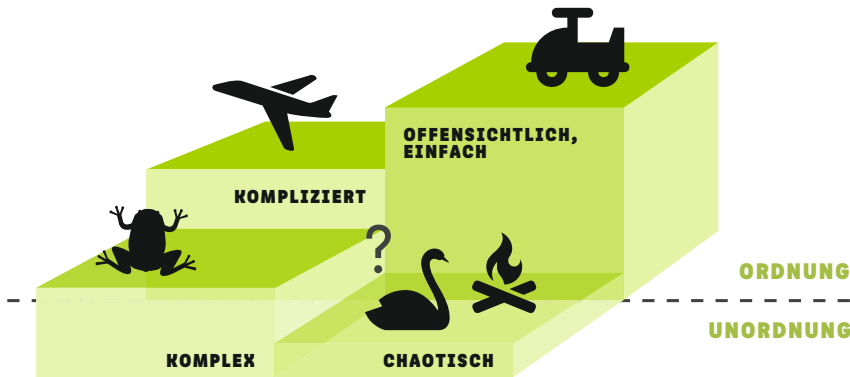 OFFENSICHTLICH,
EINFACH
KOMPLIZIERT
?
ORDNUNG
UNORDNUNG
KOMPLEX
CHAOTISCH